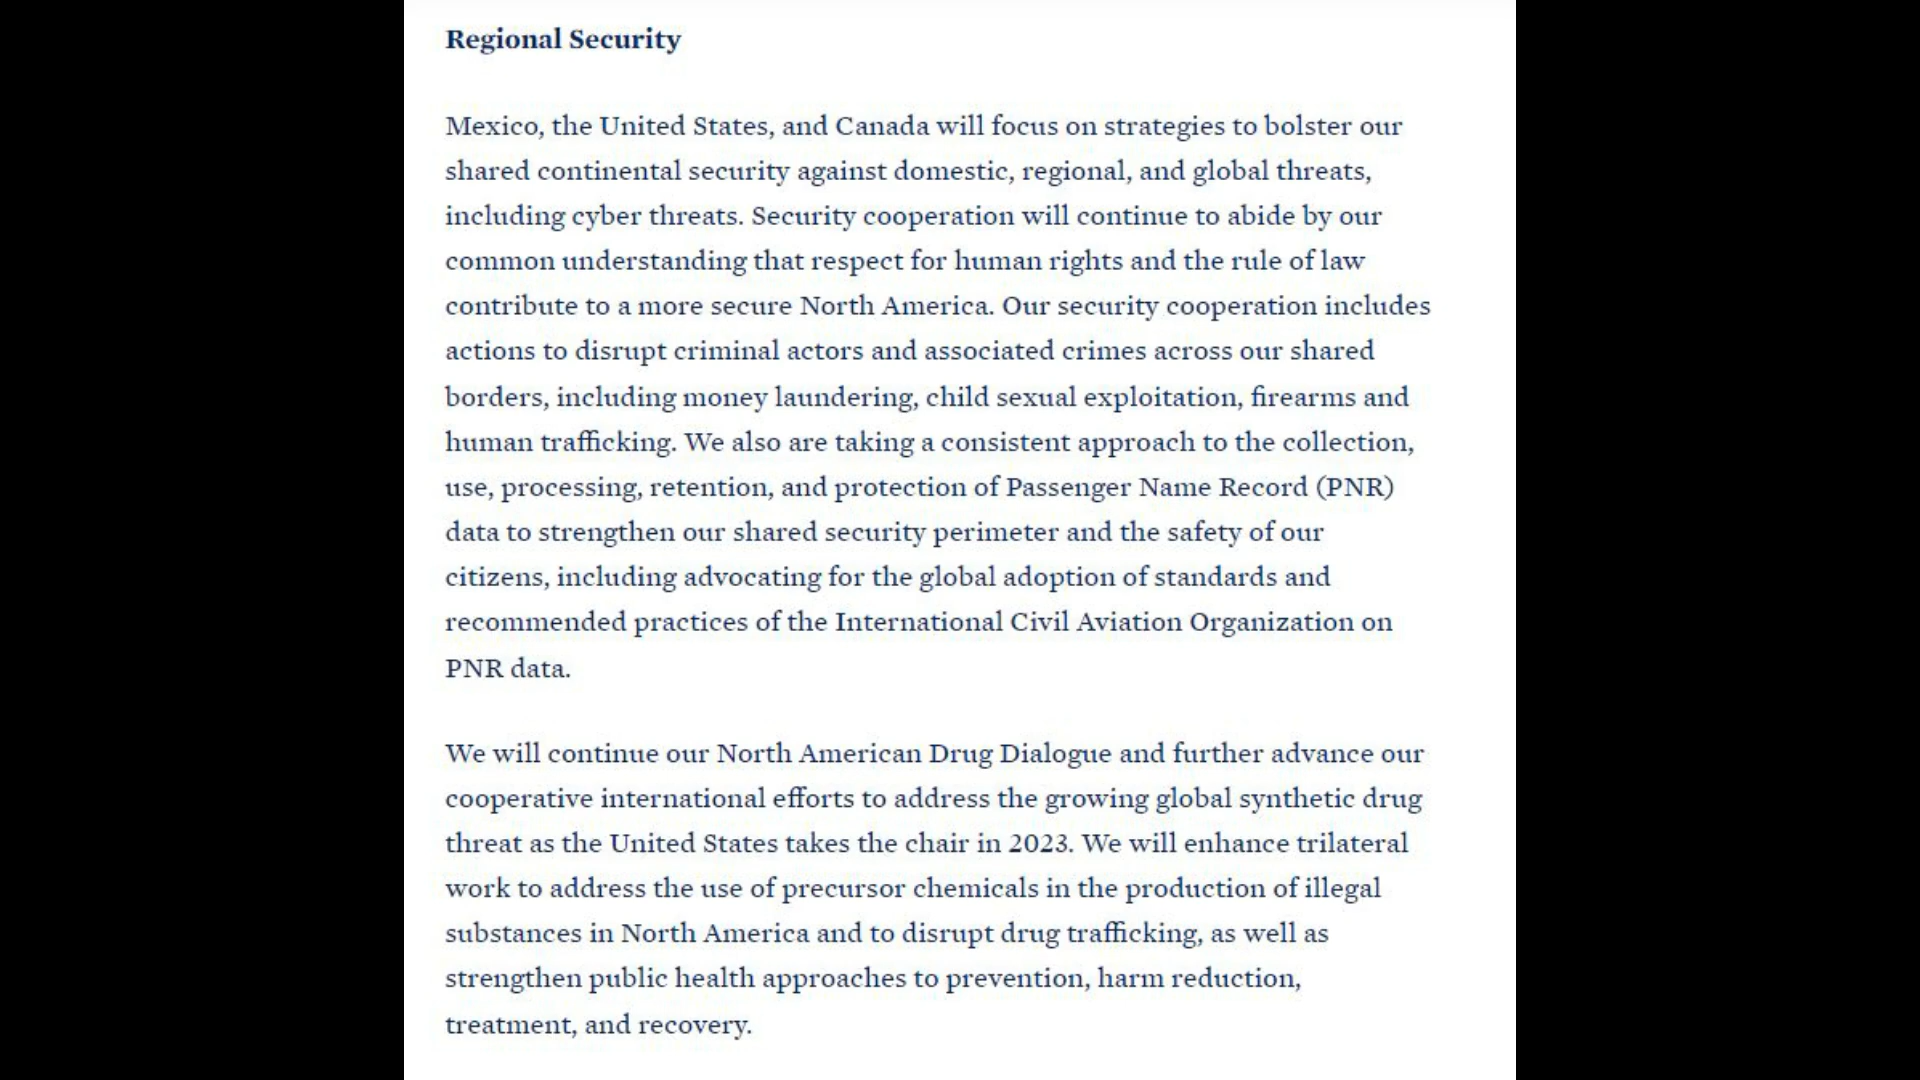 Regional Security
Mexico, the United States, and Canada will focus on strategies to bolster our
shared continental security against domestic, regional, and global threats,
including cyber threats. Security cooperation will continue to abide by our
common understanding that respect for human rights and the rule of law
contribute to a more secure North America. Our security cooperation includes
actions to disrupt criminal actors and associated crimes across our shared
borders, including money laundering, child sexual exploitation, firearms and
human trafficking. We also are taking a consistent approach to the collection,
use, processing, retention, and protection of Passenger Name Record (PNR)
data to strengthen our shared security perimeter and the safety of our
citizens, including advocating for the global adoption of standards and
recommended practices of the International Civil Aviation Organization on
PNR data.
We will continue our North American Drug Dialogue and further advance our
cooperative international efforts to address the growing global synthetic drug
threat as the United States takes the chair in 2023. We will enhance trilateral
work to address the use of precursor chemicals in the production of illegal
substances in North America and to disrupt drug trafficking, as well as
strengthen public health approaches to prevention, harm reduction,
treatment, and recovery.